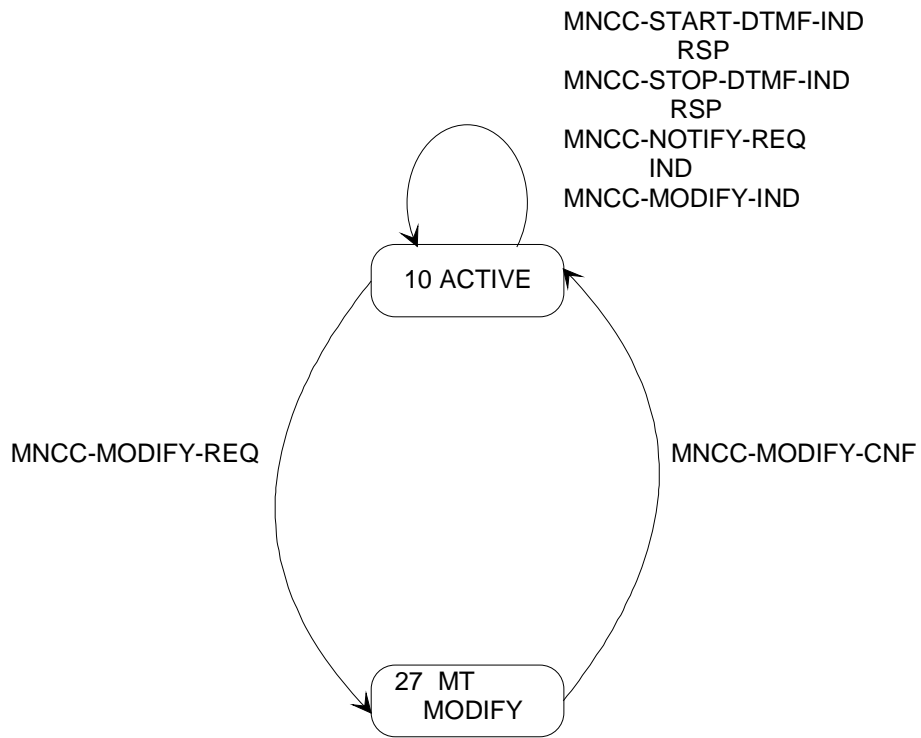 MNCC-START-DTMF-IND
RSP
MNCC-STOP-DTMF-IND
RSP
MNCC-NOTIFY-REQ
IND
MNCC-MODIFY-IND
10 ACTIVE
MNCC-MODIFY-REQ
MNCC-MODIFY-CNF
27 MT
MODIFY